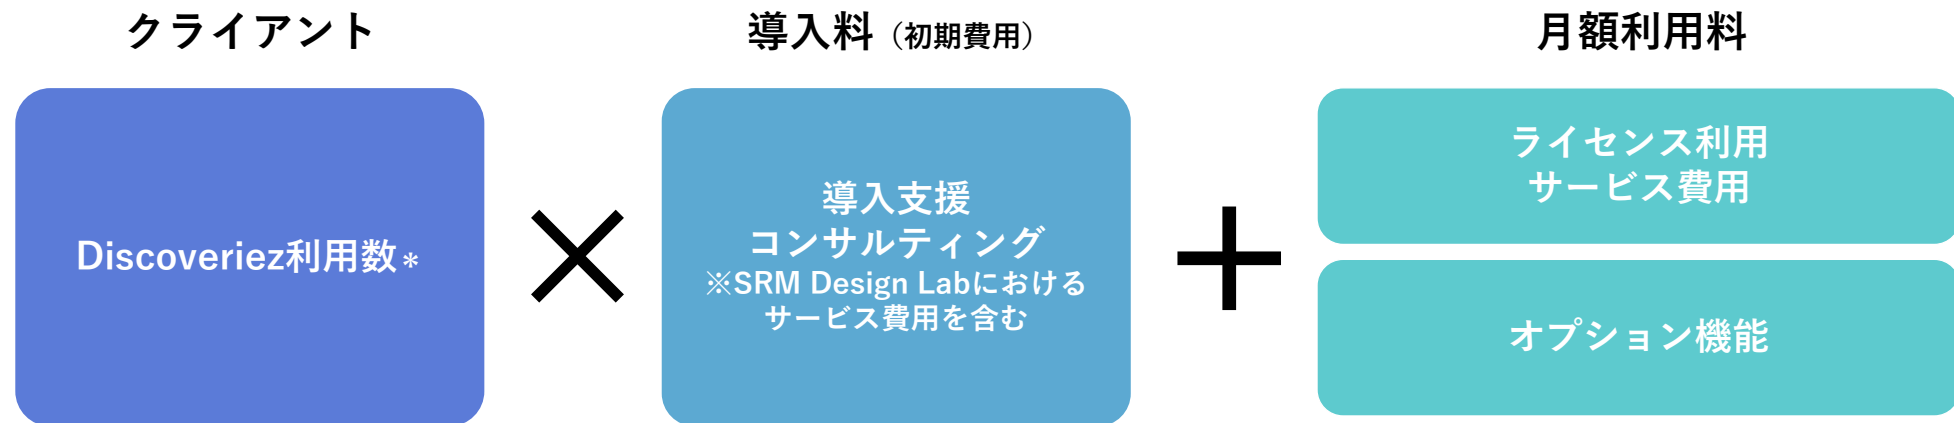 クライアント
導入料（初期費用）
月額利用料
Discoveriez利用数*
導入支援
コンサルティング
※SRM Design Labにおける
サービス費用を含む
ライセンス利用
サービス費用
オプション機能